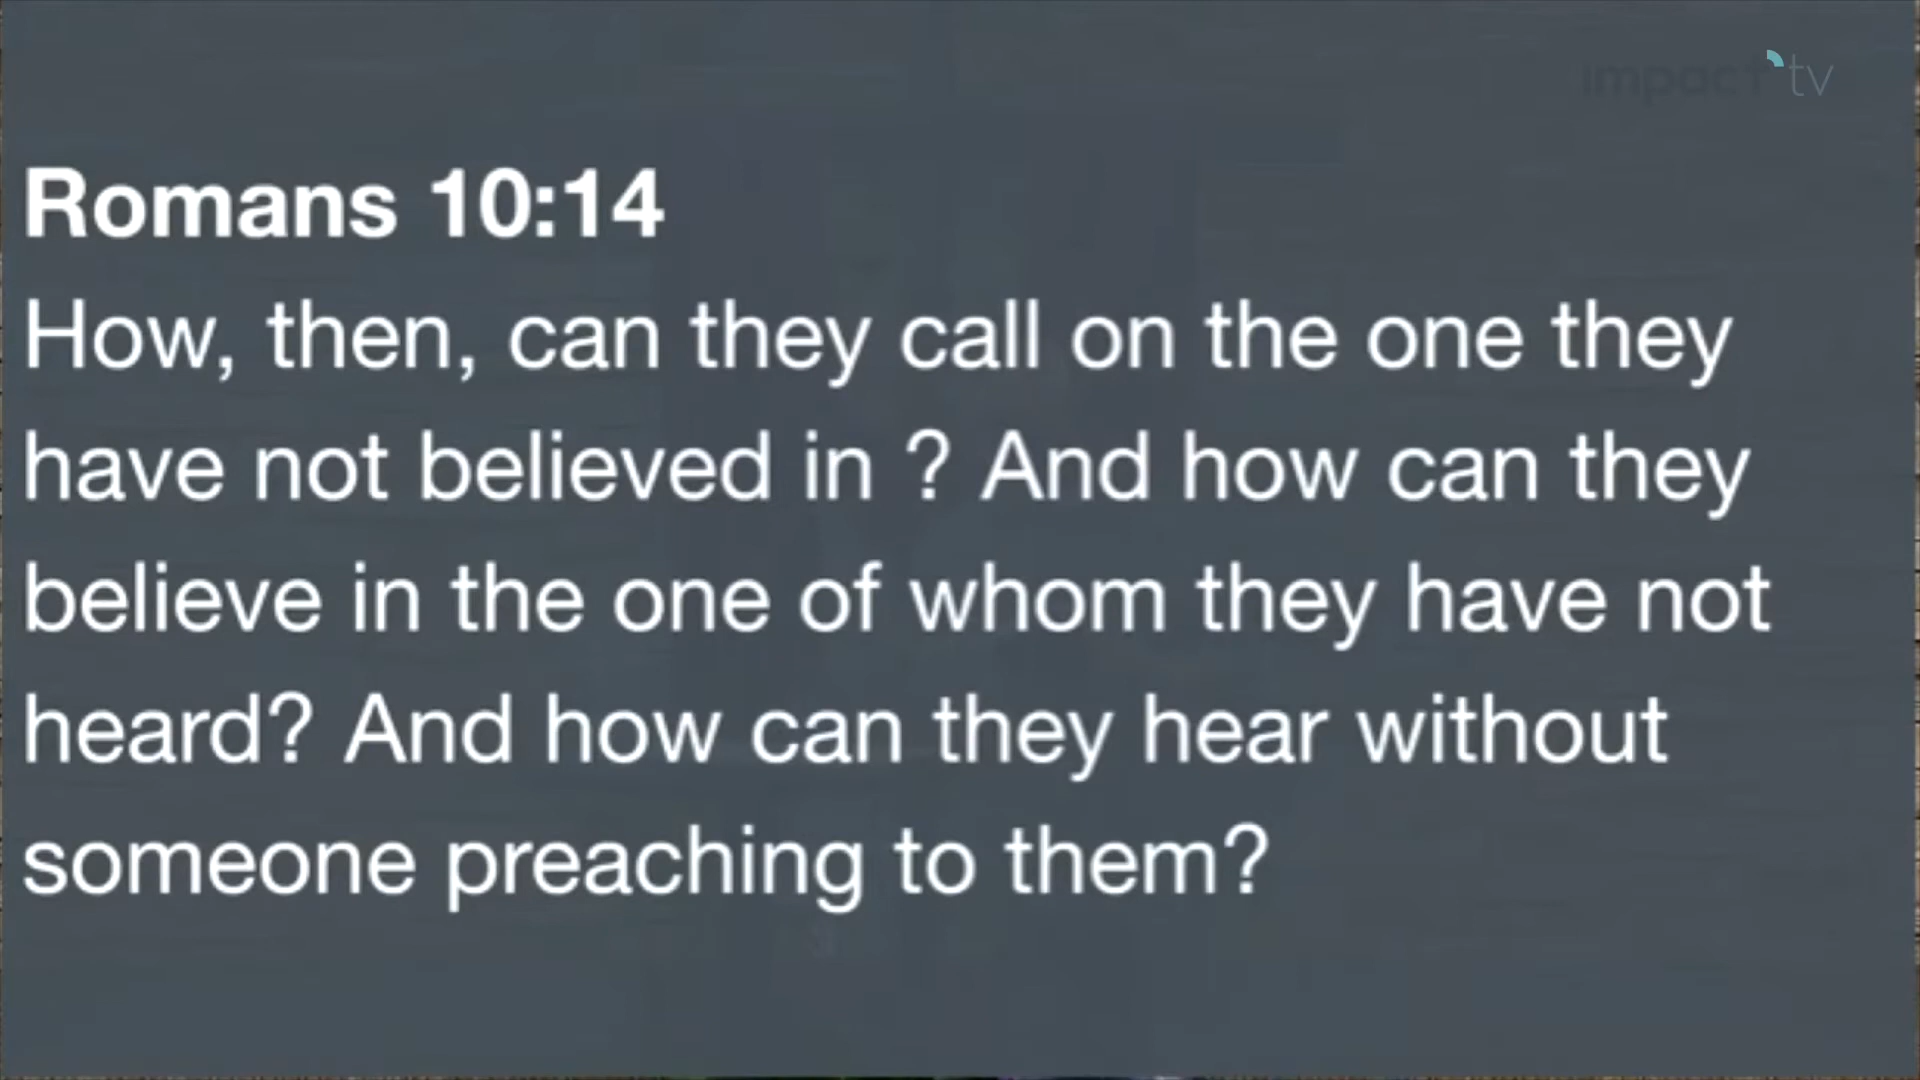 impact tv
Romans 10:14
How, then, can they call on the one they
have not believed in ? And how can they
believe in the one of whom they have not
heard? And how can they hear without
someone preaching to them?